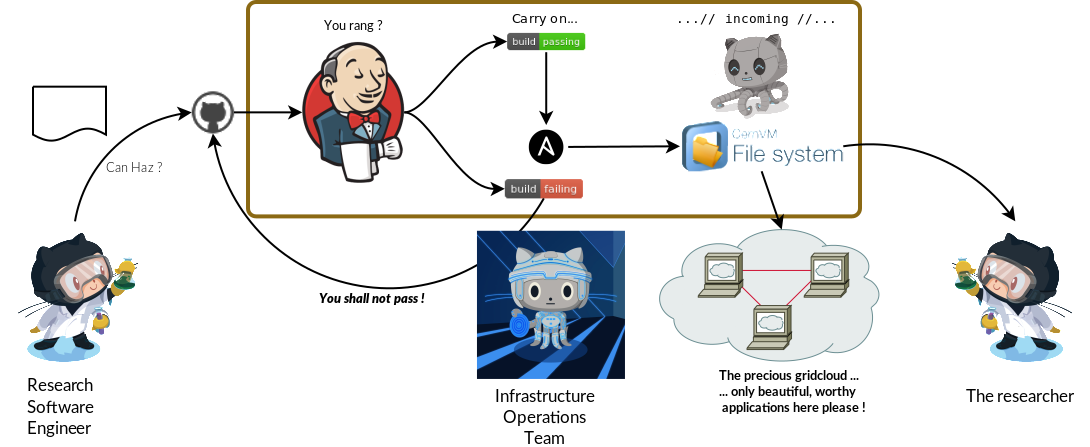 You rang ?
Carry on...
...// incoming //...
build passing
CernVM
File system
Can Haz ?
build failing
You shall not pass !
Research
Software
Engineer
Infrastructure
Operations
Team
The precious gridcloud ...
... only beautiful, worthy
applications here please !
The researcher